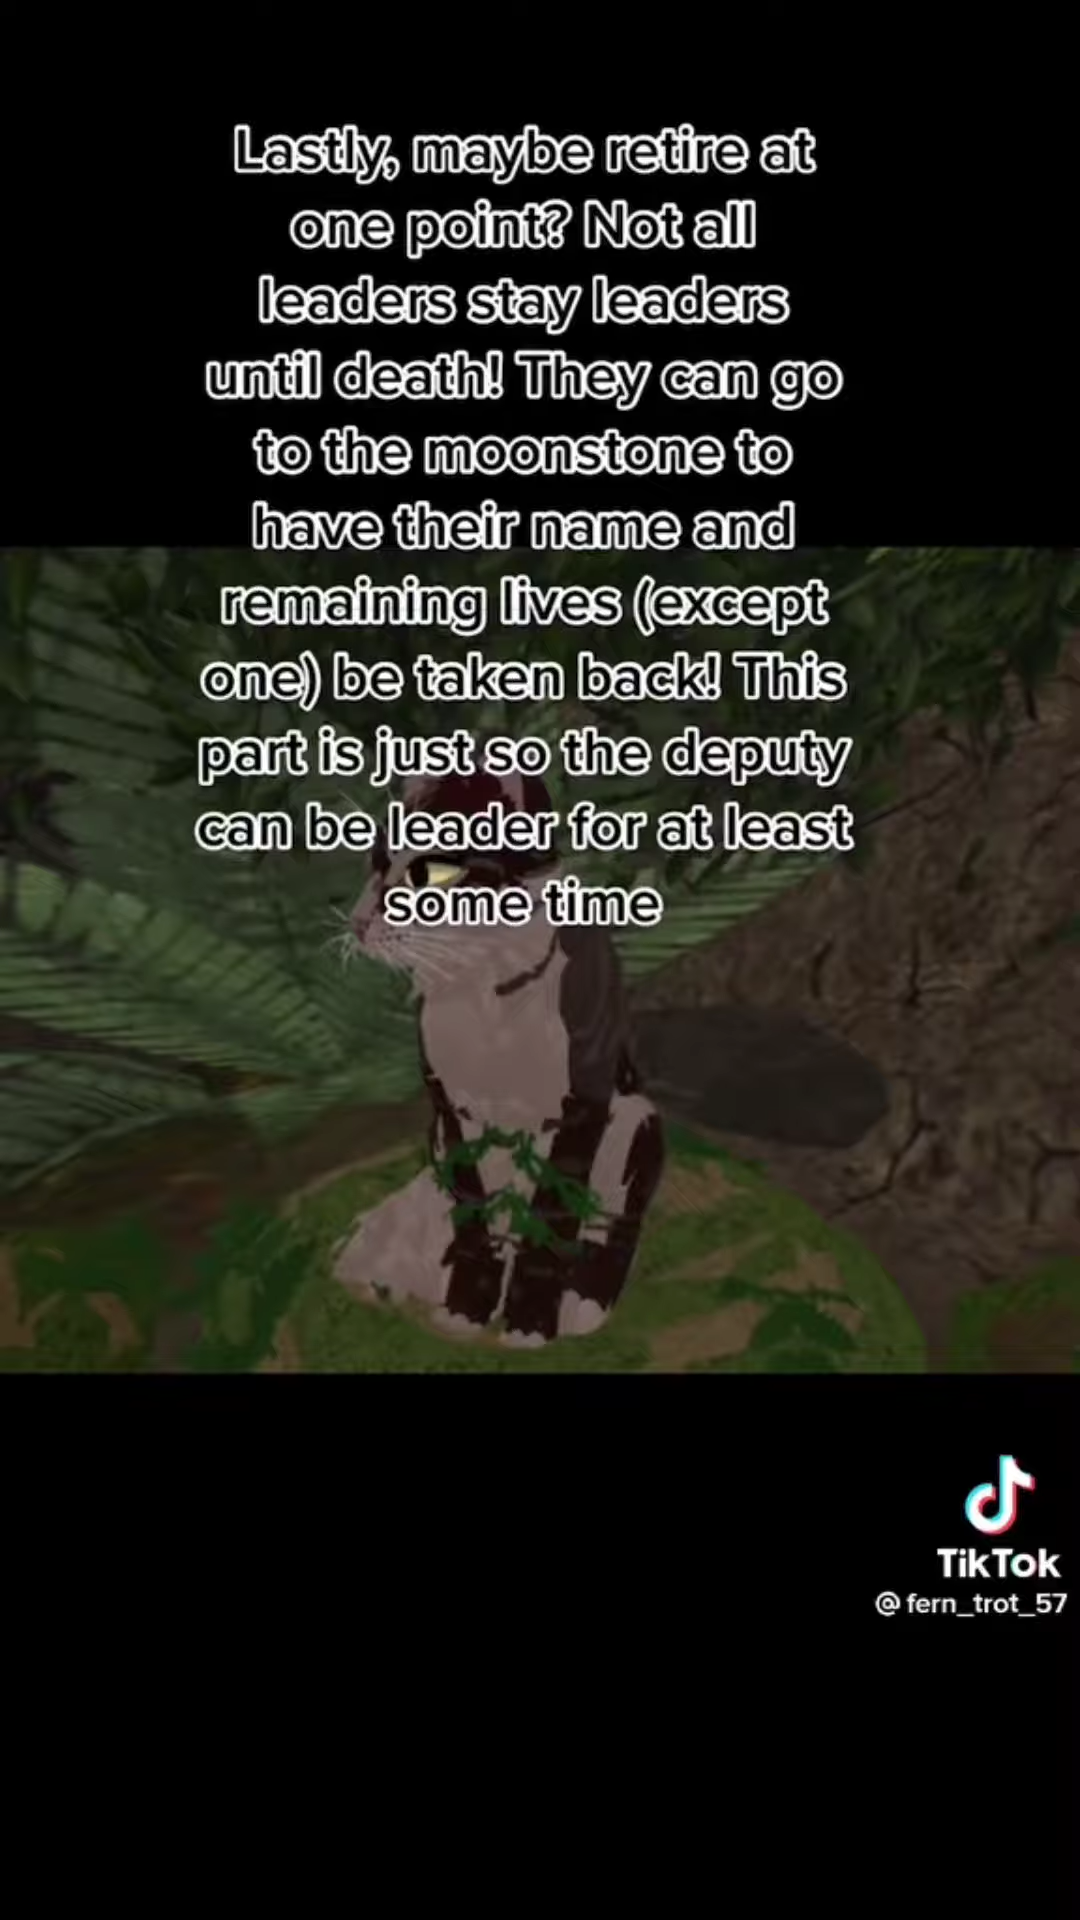 Lastly, maybe retire at
one point? Not all
leaders stay leaders
until death! They can go
to the moonstone to
have their name and
remaining lives (except
one) be taken back! This
part is just so the deputy
can be leader for at least
some time
TikTok
@fern_trot_57